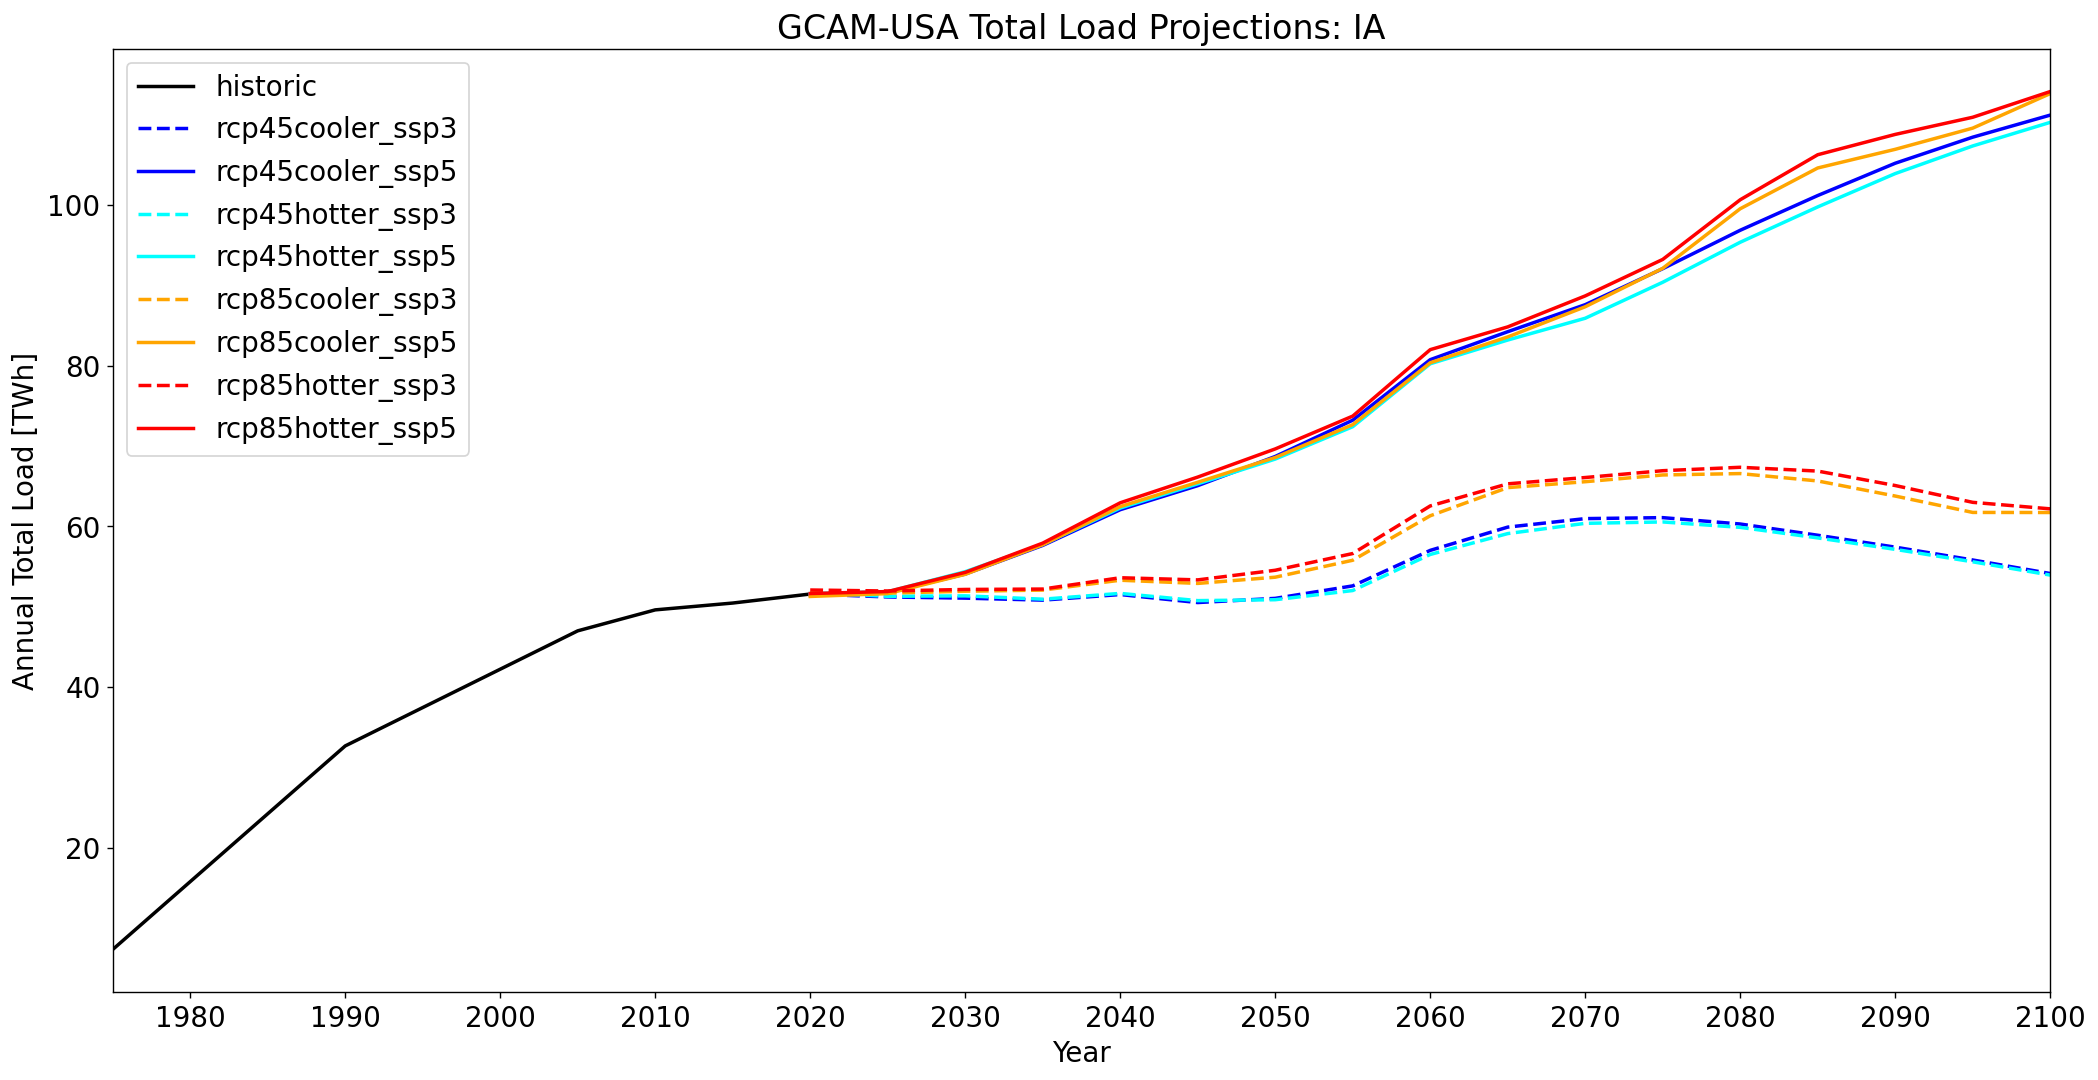 GCAM-USA Total Load Projections: IA
historic
rcp45cooler_ssp3
rcp45cooler_ssp5
rcp45hotter_ssp3
rcp45hotter_ssp5
rcp85cooler_ssp3
rcp85cooler_ssp5
rcp85hotter_ssp3
rcp85hotter_ssp5
Annual Total Load [TWh]
100
80
60
40
20
1980 1990 2000 2010 2020 2030 2040 2050 2060 2070 2080 2090 2100
Year